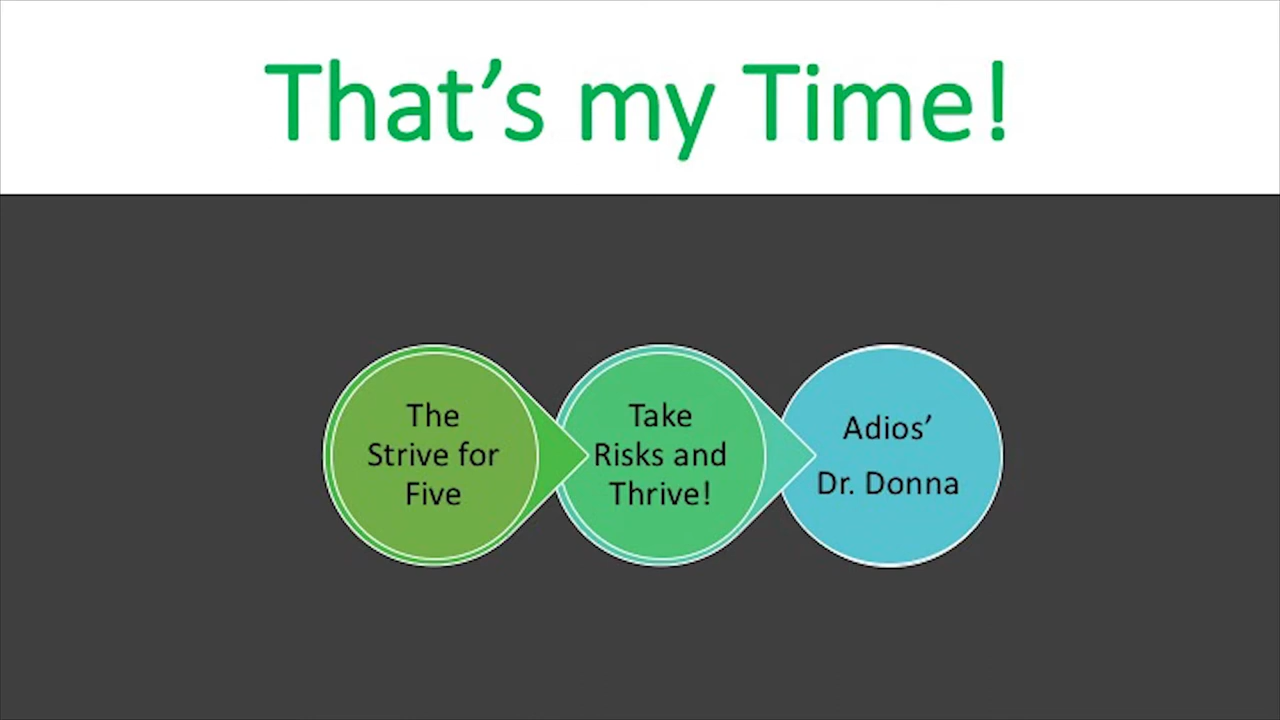 That’s my Time!
The
Strive for
Five
Take
Risks and
Thrive!
Adios’
Dr. Donna